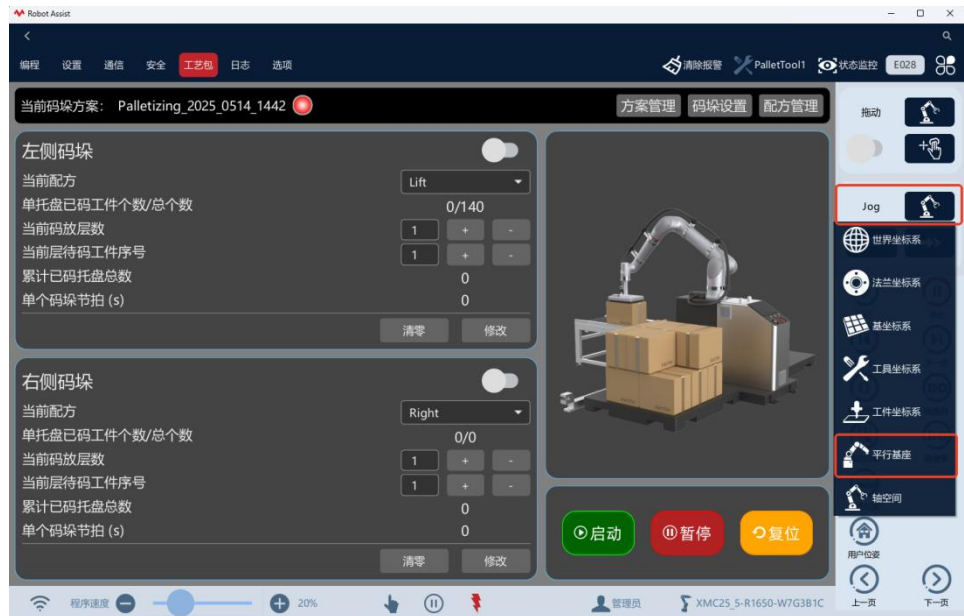 Robot Assist
编程 设置 通信 安全 工艺包 日志 选项 清除报警 PalletTool1 状态监控 E028
当前码垛方案： Palletizing_2025_0514_1442 方案管理 码垛设置 配方管理
拖动
左侧码垛
当前配方 Lift
单托盘已码工件个数/总个数 0/140
当前码放层数 1 + -
当前层待码工件序号 1 + -
累计已码托盘总数 0
单个码垛节拍 (s) 0
清零 修改
右侧码垛
当前配方 Right
单托盘已码工件个数/总个数 0/0
当前码放层数 1 + -
当前层待码工件序号 1 + -
累计已码托盘总数 0
单个码垛节拍 (s) 0
清零 修改
启动 暂停 复位
Jog
世界坐标系
法兰坐标系
基坐标系
工具坐标系
工件坐标系
平行基座
轴空间
用户位姿
上一页 下一页
程序速度 20% 管理员 XMC25_5-R1650-W7G3B1C